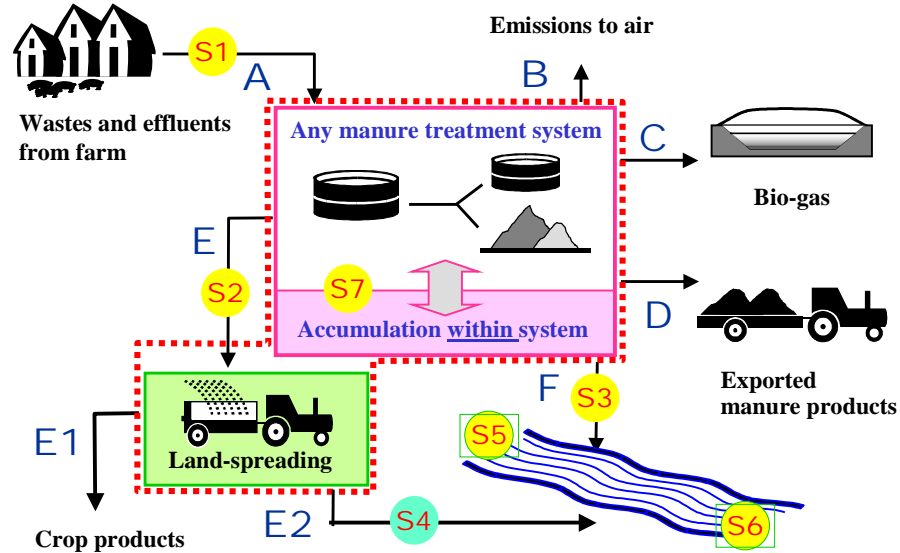 Emissions to air
S1
A
B
Wastes and effluents
from farm
Any manure treatment system
C
Bio-gas
E
S2
S7
D
Accumulation within system
Exported
manure products
F
S3
E1
Land-spreading
S5
E2
S4
S6
Crop products